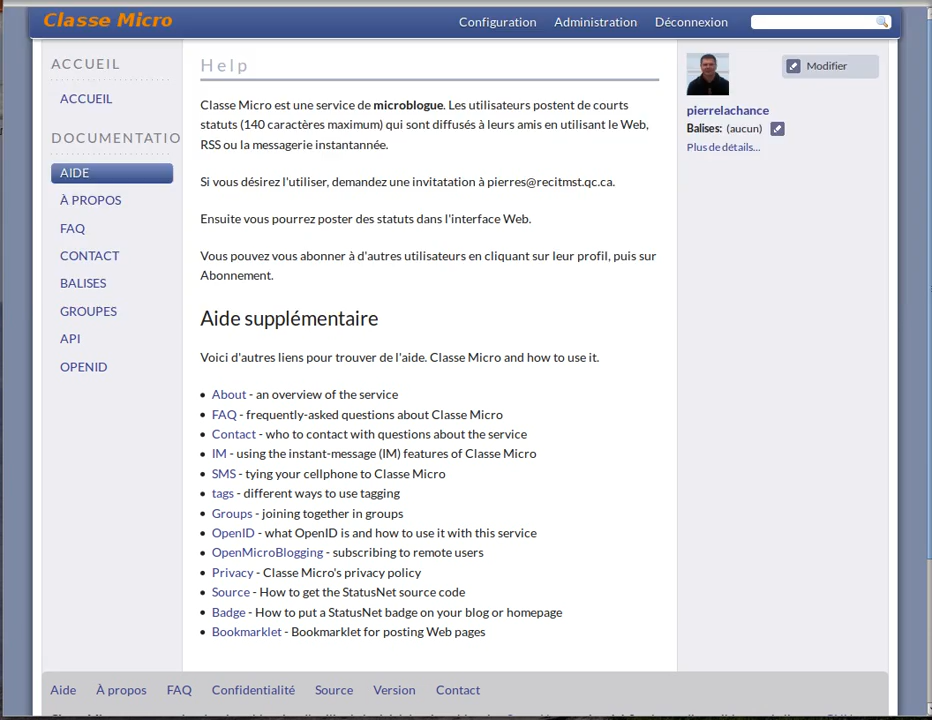 Classe Micro
Configuration Administration Déconnexion
ACCUEIL
ACCUEIL
DOCUMENTATIO
AIDE
À PROPOS
FAQ
CONTACT
BALISES
GROUPES
API
OPENID
Help
Classe Micro est une service de microblogue. Les utilisateurs postent de courts
statuts (140 caractères maximum) qui sont diffusés à leurs amis en utilisant le Web,
RSS ou la messagerie instantannée.
Si vous désirez l'utiliser, demandez une invitatation à pierres@recitmst.qc.ca.
Ensuite vous pourrez poster des statuts dans l'interface Web.
Vous pouvez vous abonner à d'autres utilisateurs en cliquant sur leur profil, puis sur
Abonnement.
Aide supplémentaire
Voici d'autres liens pour trouver de l'aide. Classe Micro and how to use it.
• About - an overview of the service
• FAQ - frequently-asked questions about Classe Micro
• Contact - who to contact with questions about the service
• IM - using the instant-message (IM) features of Classe Micro
• SMS - tying your cellphone to Classe Micro
• tags - different ways to use tagging
• Groups - joining together in groups
• OpenID - what OpenID is and how to use it with this service
• OpenMicroBlogging - subscribing to remote users
• Privacy - Classe Micro's privacy policy
• Source - How to get the StatusNet source code
• Badge - How to put a StatusNet badge on your blog or homepage
• Bookmarklet - Bookmarklet for posting Web pages
Modifier
pierrelachance
Balises: (aucun)
Plus de détails...
Aide À propos FAQ Confidentialité Source Version Contact